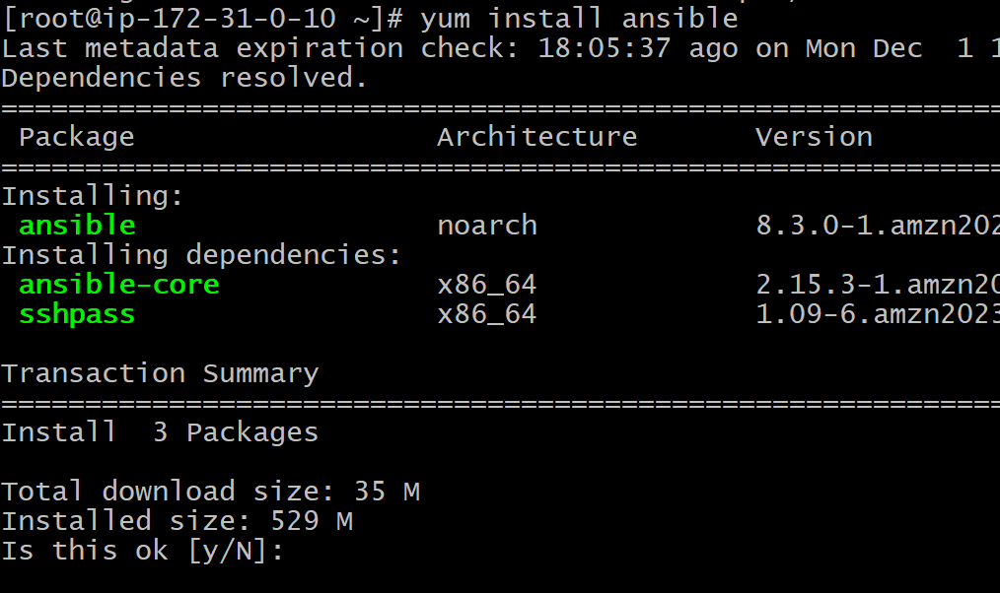 [root@ip-172-31-0-10 ~]# yum install ansible
Last metadata expiration check: 18:05:37 ago on Mon Dec  1 1
Dependencies resolved.
================================================================================
 Package                  Architecture       Version
================================================================================
Installing:
 ansible                  noarch             8.3.0-1.amzn202
Installing dependencies:
 ansible-core             x86_64             2.15.3-1.amzn20
 sshpass                  x86_64             1.09-6.amzn2023

Transaction Summary
================================================================================
Install  3 Packages

Total download size: 35 M
Installed size: 529 M
Is this ok [y/N]: